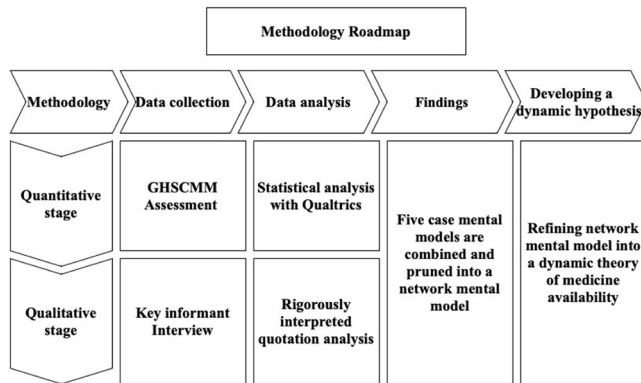 Methodology Roadmap
Methodology
Data collection
Data analysis
Findings
Developing a
dynamic hypothesis
Quantitative
stage
GHSCMM
Assessment
Statistical analysis
with Qualtrics
Five case mental
models are
combined and
pruned into a
network mental
model
Refining network
mental model into
a dynamic theory
of medicine
availability
Qualitative
stage
Key informant
Interview
Rigorously
interpreted
quotation analysis